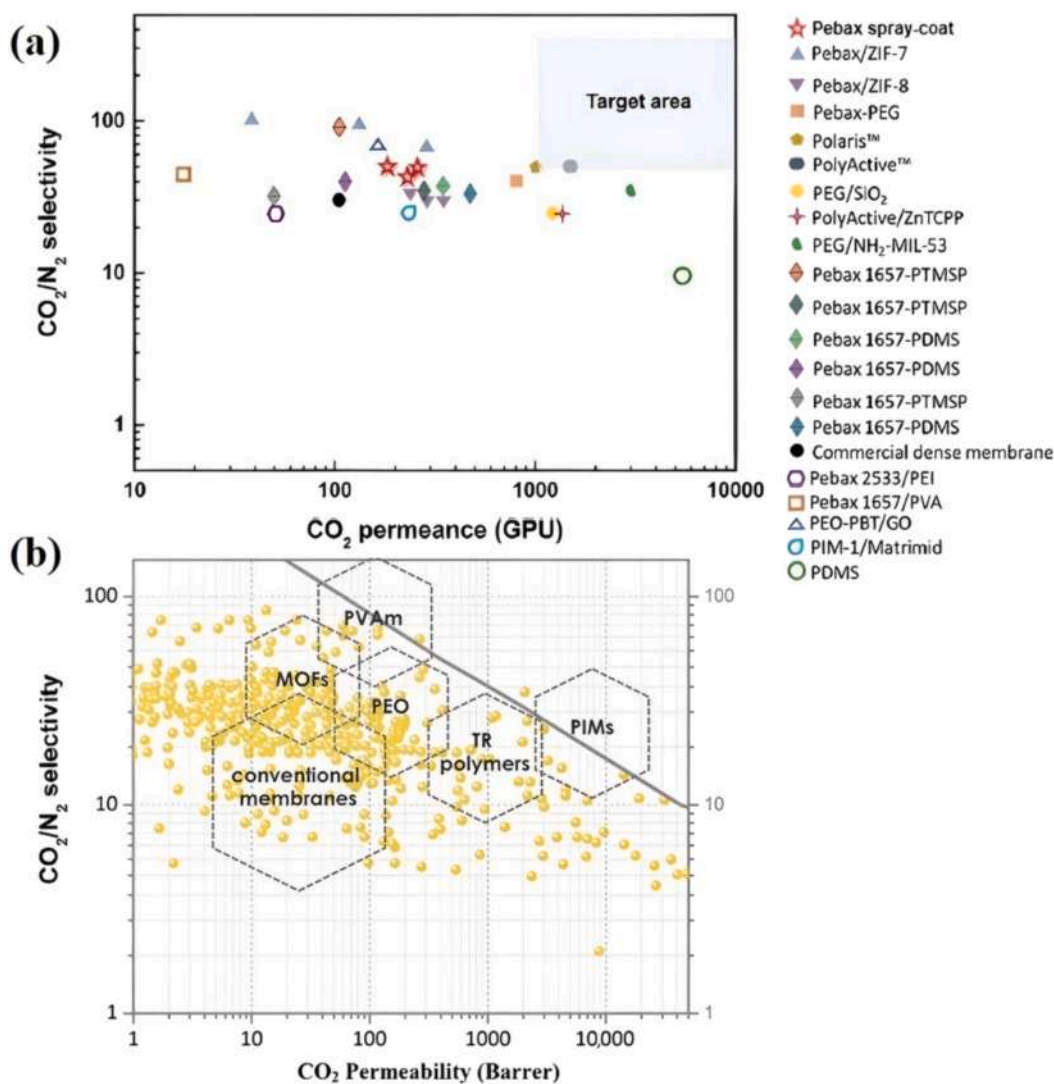 (a)
CO₂/N₂ selectivity
100
10
1
Target area
10
100
1000
10000
CO₂ permeance (GPU)
Pebax spray-coat
Pebax/ZIF-7
Pebax/ZIF-8
Pebax-PEG
Polaris™
PolyActive™
PEG/SiO₂
PolyActive/ZnTCPP
PEG/NH₂-MIL-53
Pebax 1657-PTMSP
Pebax 1657-PTMSP
Pebax 1657-PDMS
Pebax 1657-PDMS
Pebax 1657-PTMSP
Pebax 1657-PDMS
Commercial dense membrane
Pebax 2533/PEI
Pebax 1657/PVA
PEO-PBT/GO
PIM-1/Matrimid
PDMS
(b)
CO₂/N₂ selectivity
100
10
1
PVAm
MOFs
PEO
conventional
membranes
TR
polymers
PIMs
100
10
1
1
10
100
1000
10,000
CO₂ Permeability (Barrer)